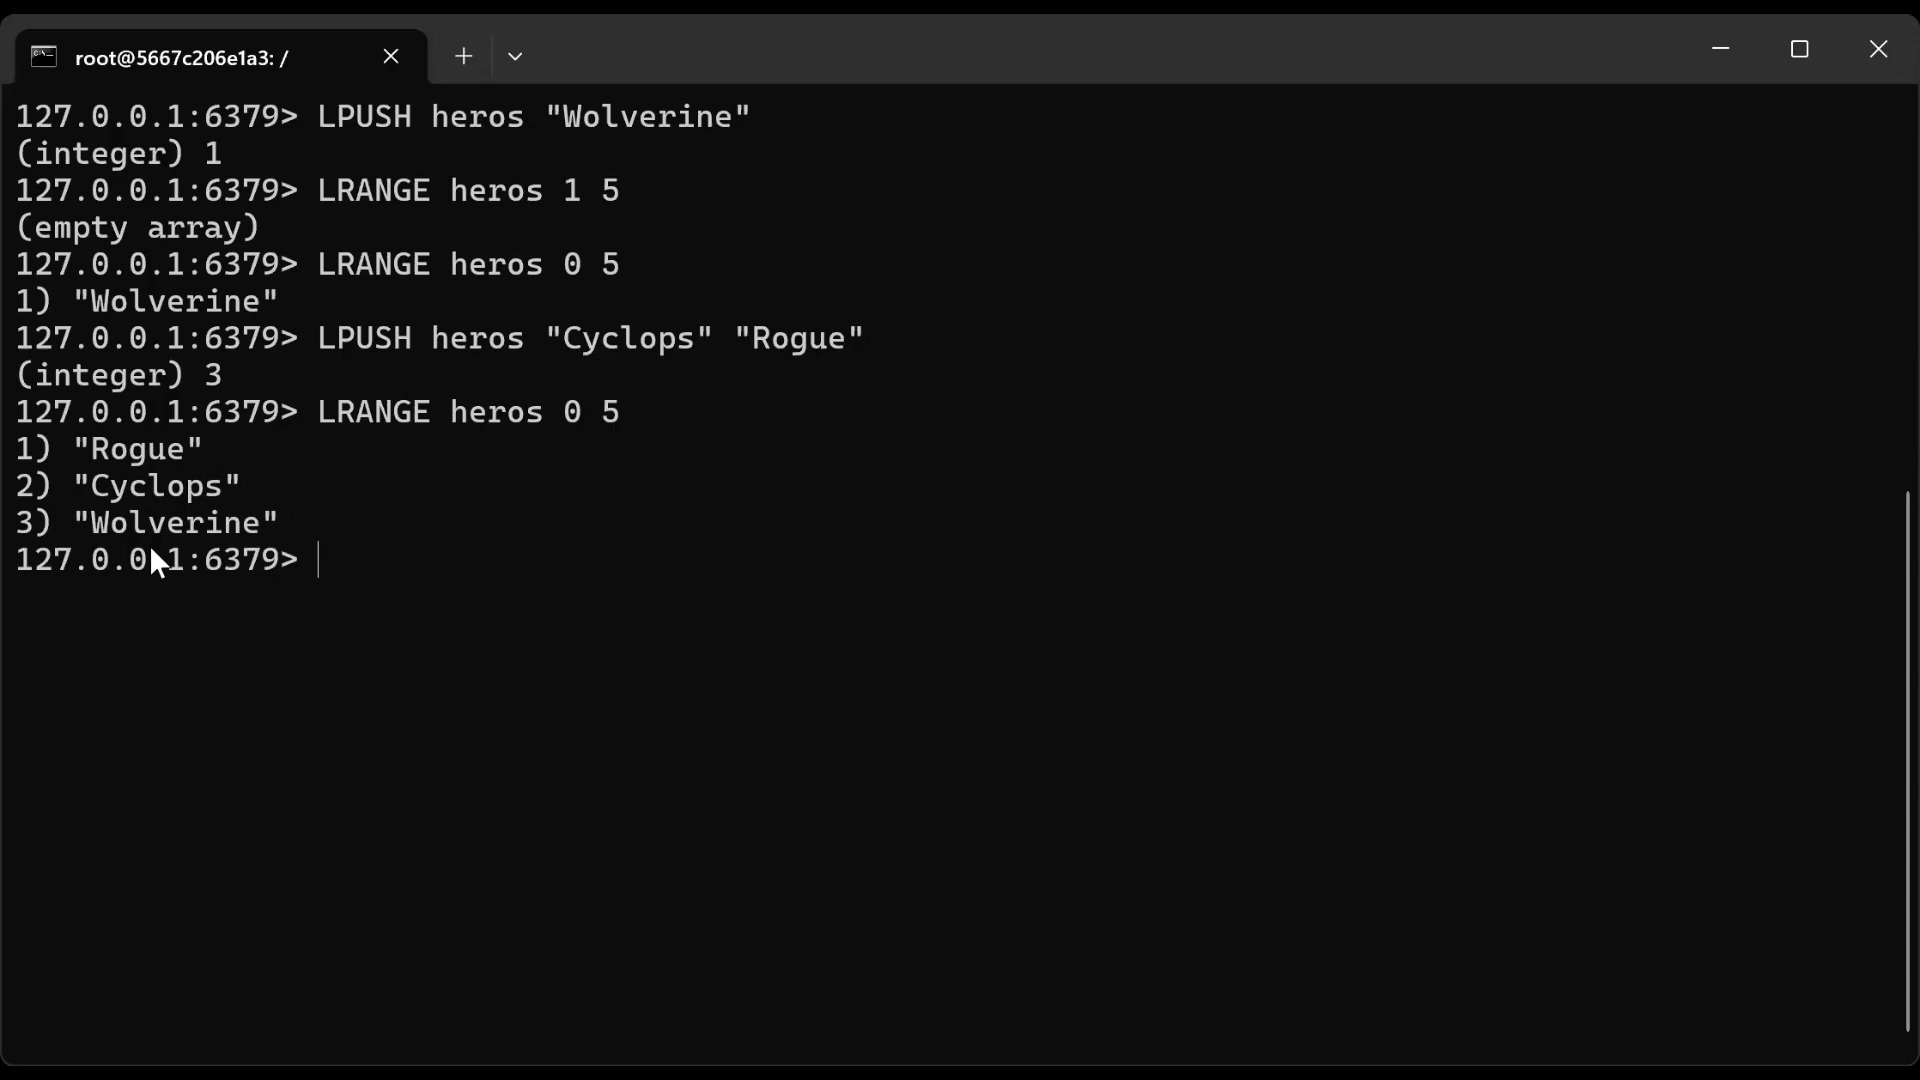 root@5667c206e1a3: /
127.0.0.1:6379> LPUSH heros "Wolverine"
(integer) 1
127.0.0.1:6379> LRANGE heros 1 5
(empty array)
127.0.0.1:6379> LRANGE heros 0 5
1) "Wolverine"
127.0.0.1:6379> LPUSH heros "Cyclops" "Rogue"
(integer) 3
127.0.0.1:6379> LRANGE heros 0 5
1) "Rogue"
2) "Cyclops"
3) "Wolverine"
127.0.0.1:6379>